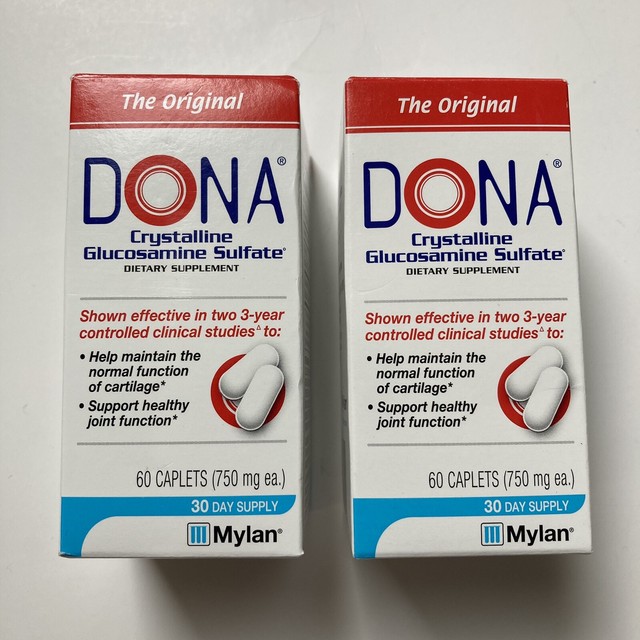 The Original
DONA®
Crystalline
Glucosamine Sulfate®
DIETARY SUPPLEMENT
Shown effective in two 3-year
controlled clinical studies△ to:
• Help maintain the
normal function
of cartilage*
• Support healthy
joint function*
60 CAPLETS (750 mg ea.)
30 DAY SUPPLY
Mylan®
The Original
DONA®
Crystalline
Glucosamine Sulfate®
DIETARY SUPPLEMENT
Shown effective in two 3-year
controlled clinical studies△ to:
• Help maintain the
normal function
of cartilage*
• Support healthy
joint function*
60 CAPLETS (750 mg ea.)
30 DAY SUPPLY
Mylan®